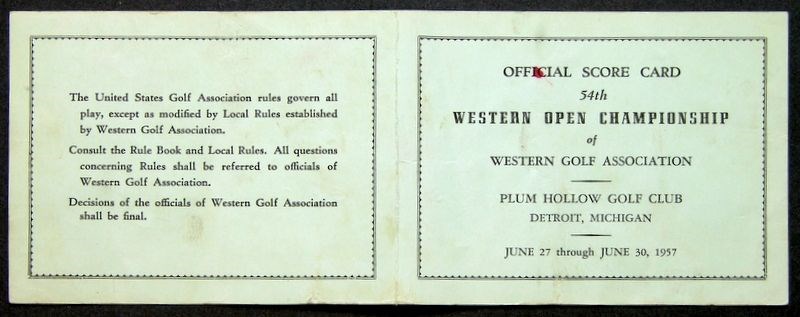 The United States Golf Association rules govern all
play, except as modified by Local Rules established
by Western Golf Association.
Consult the Rule Book and Local Rules. All questions
concerning Rules shall be referred to officials of
Western Golf Association.
Decisions of the officials of Western Golf Association
shall be final.
OFFICIAL SCORE CARD
54th
WESTERN OPEN CHAMPIONSHIP
of
WESTERN GOLF ASSOCIATION
PLUM HOLLOW GOLF CLUB
DETROIT, MICHIGAN
JUNE 27 through JUNE 30, 1957